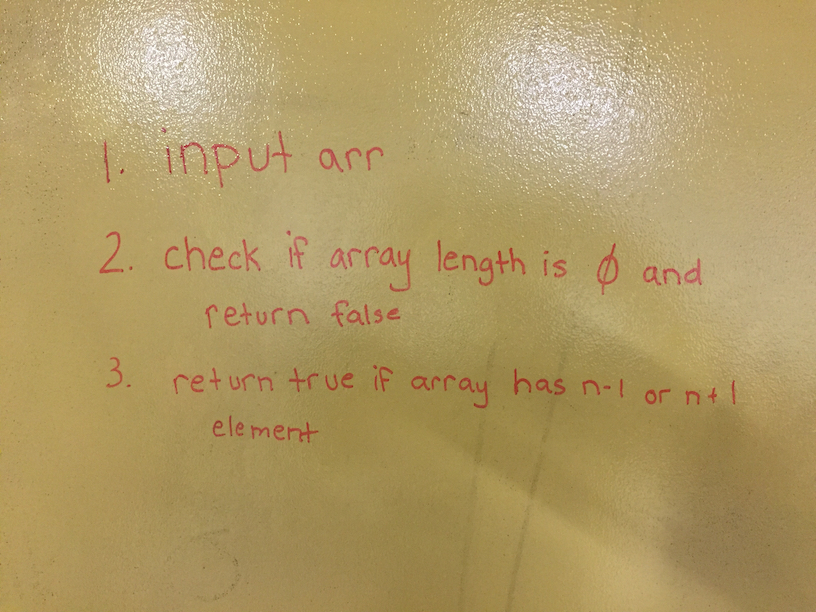 1. input arr
2. check if array length is ∅ and
return false
3. return true if array has n-1 or n+1
element